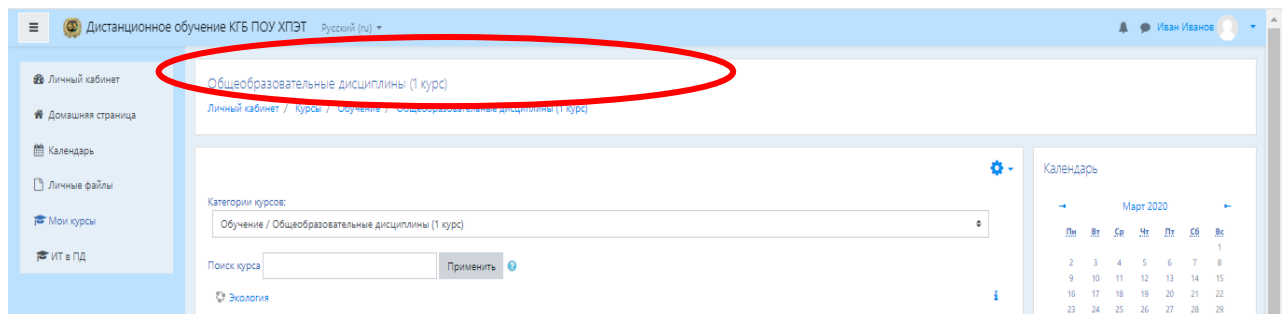 Дистанционное обучение КГБ ПОУ ХПЭТ Русский (ru)
Иван Иванов
Личный кабинет
Домашняя страница
Календарь
Личные файлы
Мои курсы
ИТ в ПД
Общеобразовательные дисциплины (1 курс)
Личный кабинет / Курсы / Обучение / Общеобразовательные дисциплины (1 курс)
Категории курсов:
Обучение / Общеобразовательные дисциплины (1 курс)
Поиск курса Применить
Экология
Календарь
Март 2020
Пн Вт Ср Чт Пт Сб Вс
1
2 3 4 5 6 7 8
9 10 11 12 13 14 15
16 17 18 19 20 21 22
23 24 25 26 27 28 29